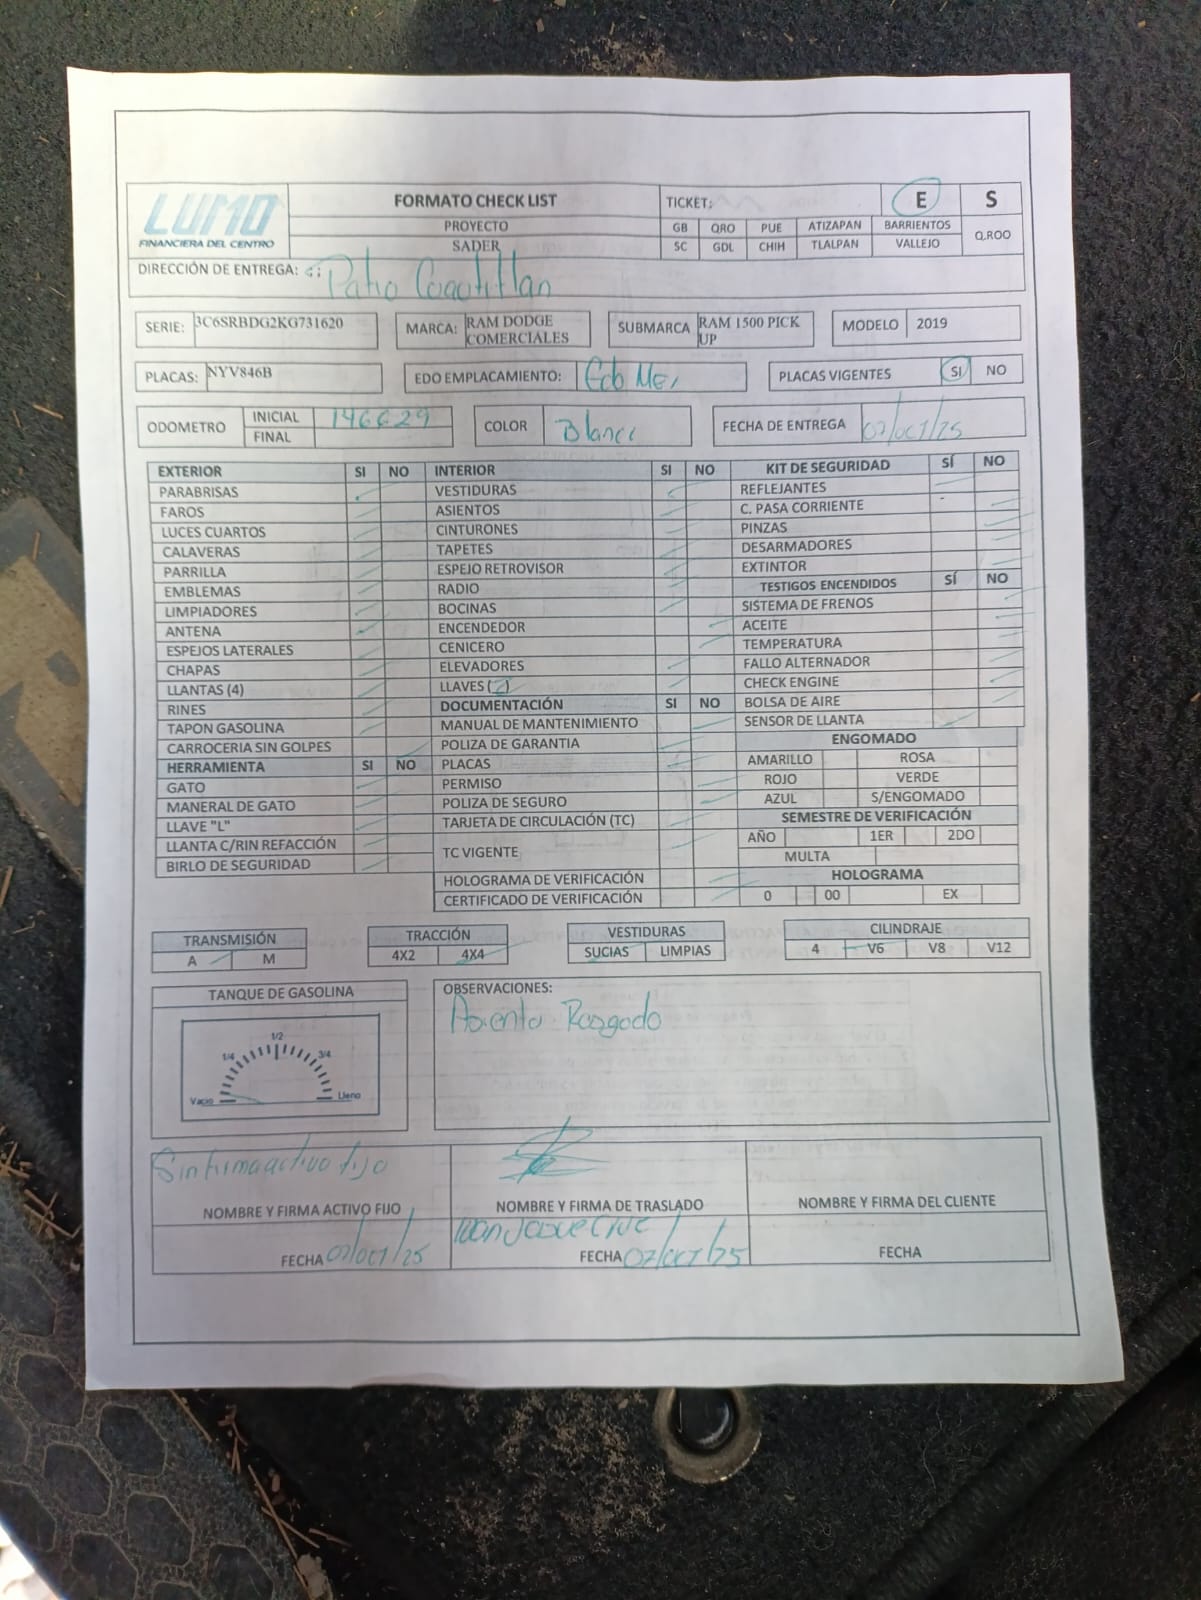 LUMO
FINANCIERA DEL CENTRO
FORMATO CHECK LIST
PROYECTO
SADER
TICKET:
E
S
GB QRO PUE ATIZAPAN BARRIENTOS
SC GDL CHIH TLALPAN VALLEJO
Q.ROO
DIRECCIÓN DE ENTREGA: Patio Coautitlan
SERIE: 3C6SRBDG2KG731620
MARCA: RAM DODGE COMERCIALES
SUBMARCA RAM 1500 PICK UP
MODELO 2019
PLACAS: NYV846B
EDO EMPLACAMIENTO: Edo Mex
PLACAS VIGENTES SI NO
ODOMETRO INICIAL 146629
FINAL
COLOR Blanco
FECHA DE ENTREGA 07/oct/25
EXTERIOR SI NO
PARABRISAS
FAROS
LUCES CUARTOS
CALAVERAS
PARRILLA
EMBLEMAS
LIMPIADORES
ANTENA
ESPEJOS LATERALES
CHAPAS
LLANTAS (4)
RINES
TAPON GASOLINA
CARROCERIA SIN GOLPES
HERRAMIENTA SI NO
GATO
MANERAL DE GATO
LLAVE "L"
LLANTA C/RIN REFACCIÓN
BIRLO DE SEGURIDAD
INTERIOR SI NO
VESTIDURAS
ASIENTOS
CINTURONES
TAPETES
ESPEJO RETROVISOR
RADIO
BOCINAS
ENCENDEDOR
CENICERO
ELEVADORES
LLAVES (2)
DOCUMENTACIÓN SI NO
MANUAL DE MANTENIMIENTO
POLIZA DE GARANTIA
PLACAS
PERMISO
POLIZA DE SEGURO
TARJETA DE CIRCULACIÓN (TC)
TC VIGENTE
HOLOGRAMA DE VERIFICACIÓN
CERTIFICADO DE VERIFICACIÓN
KIT DE SEGURIDAD SÍ NO
REFLEJANTES
C. PASA CORRIENTE
PINZAS
DESARMADORES
EXTINTOR
TESTIGOS ENCENDIDOS SÍ NO
SISTEMA DE FRENOS
ACEITE
TEMPERATURA
FALLO ALTERNADOR
CHECK ENGINE
BOLSA DE AIRE
SENSOR DE LLANTA
ENGOMADO
AMARILLO ROSA
ROJO VERDE
AZUL S/ENGOMADO
SEMESTRE DE VERIFICACIÓN
AÑO 1ER 2DO
MULTA
HOLOGRAMA
0 00 EX
TRANSMISIÓN
A M
TRACCIÓN
4X2 4X4
VESTIDURAS
SUCIAS LIMPIAS
CILINDRAJE
4 V6 V8 V12
TANQUE DE GASOLINA
1/2
1/4 3/4
Vacio Lleno
OBSERVACIONES:
Asiento Rasgado
Sin firma activo fijo
NOMBRE Y FIRMA ACTIVO FIJO
FECHA 07/oct/25
NOMBRE Y FIRMA DE TRASLADO
FECHA 07/oct/25
NOMBRE Y FIRMA DEL CLIENTE
FECHA